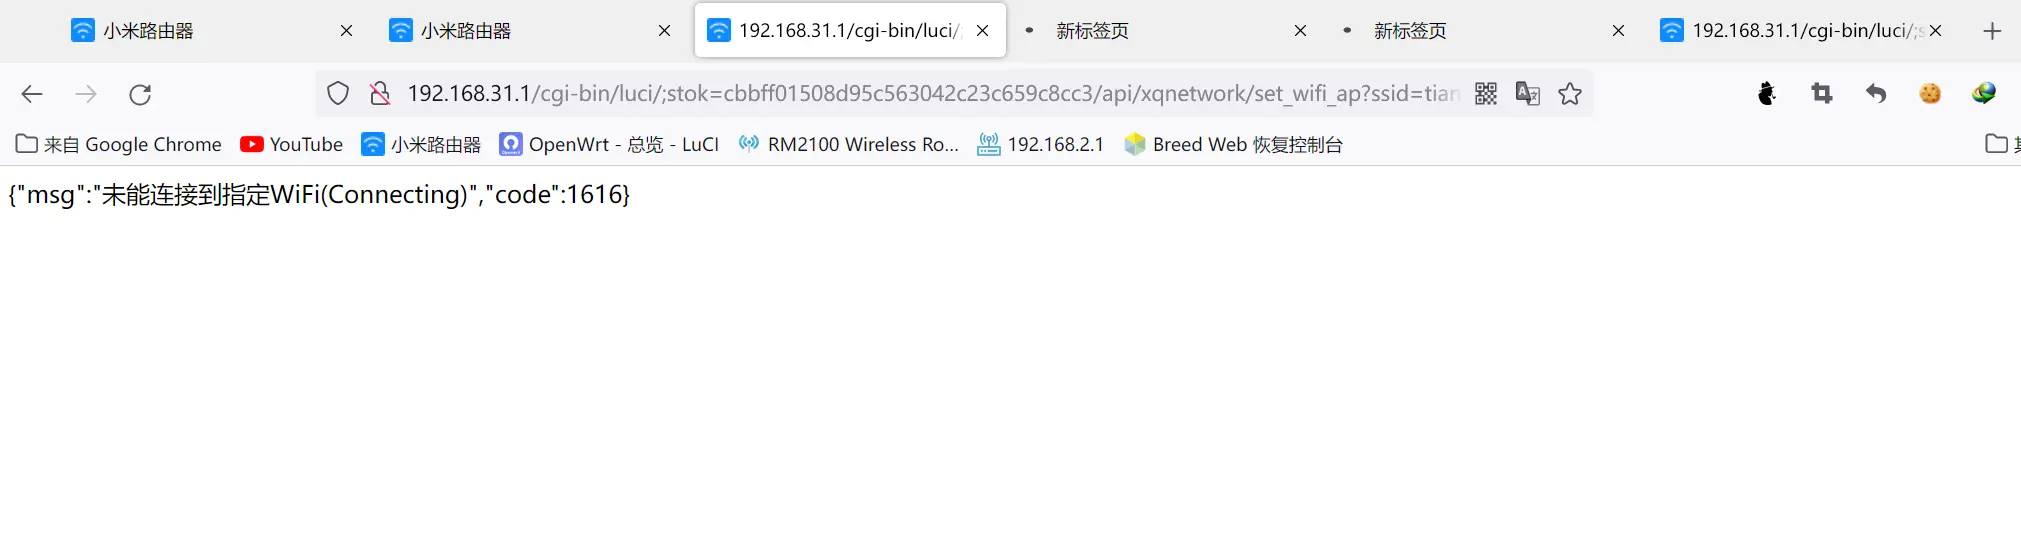 小米路由器 小米路由器 192.168.31.1/cgi-bin/luci/; 新标签页 新标签页 192.168.31.1/cgi-bin/luci/;s
192.168.31.1/cgi-bin/luci/;stok=cbbff01508d95c563042c23c659c8cc3/api/xqnetwork/set_wifi_ap?ssid=tian
来自 Google Chrome YouTube 小米路由器 OpenWrt - 总览 - LuCI RM2100 Wireless Ro... 192.168.2.1 Breed Web 恢复控制台
{"msg":"未能连接到指定WiFi(Connecting)","code":1616}